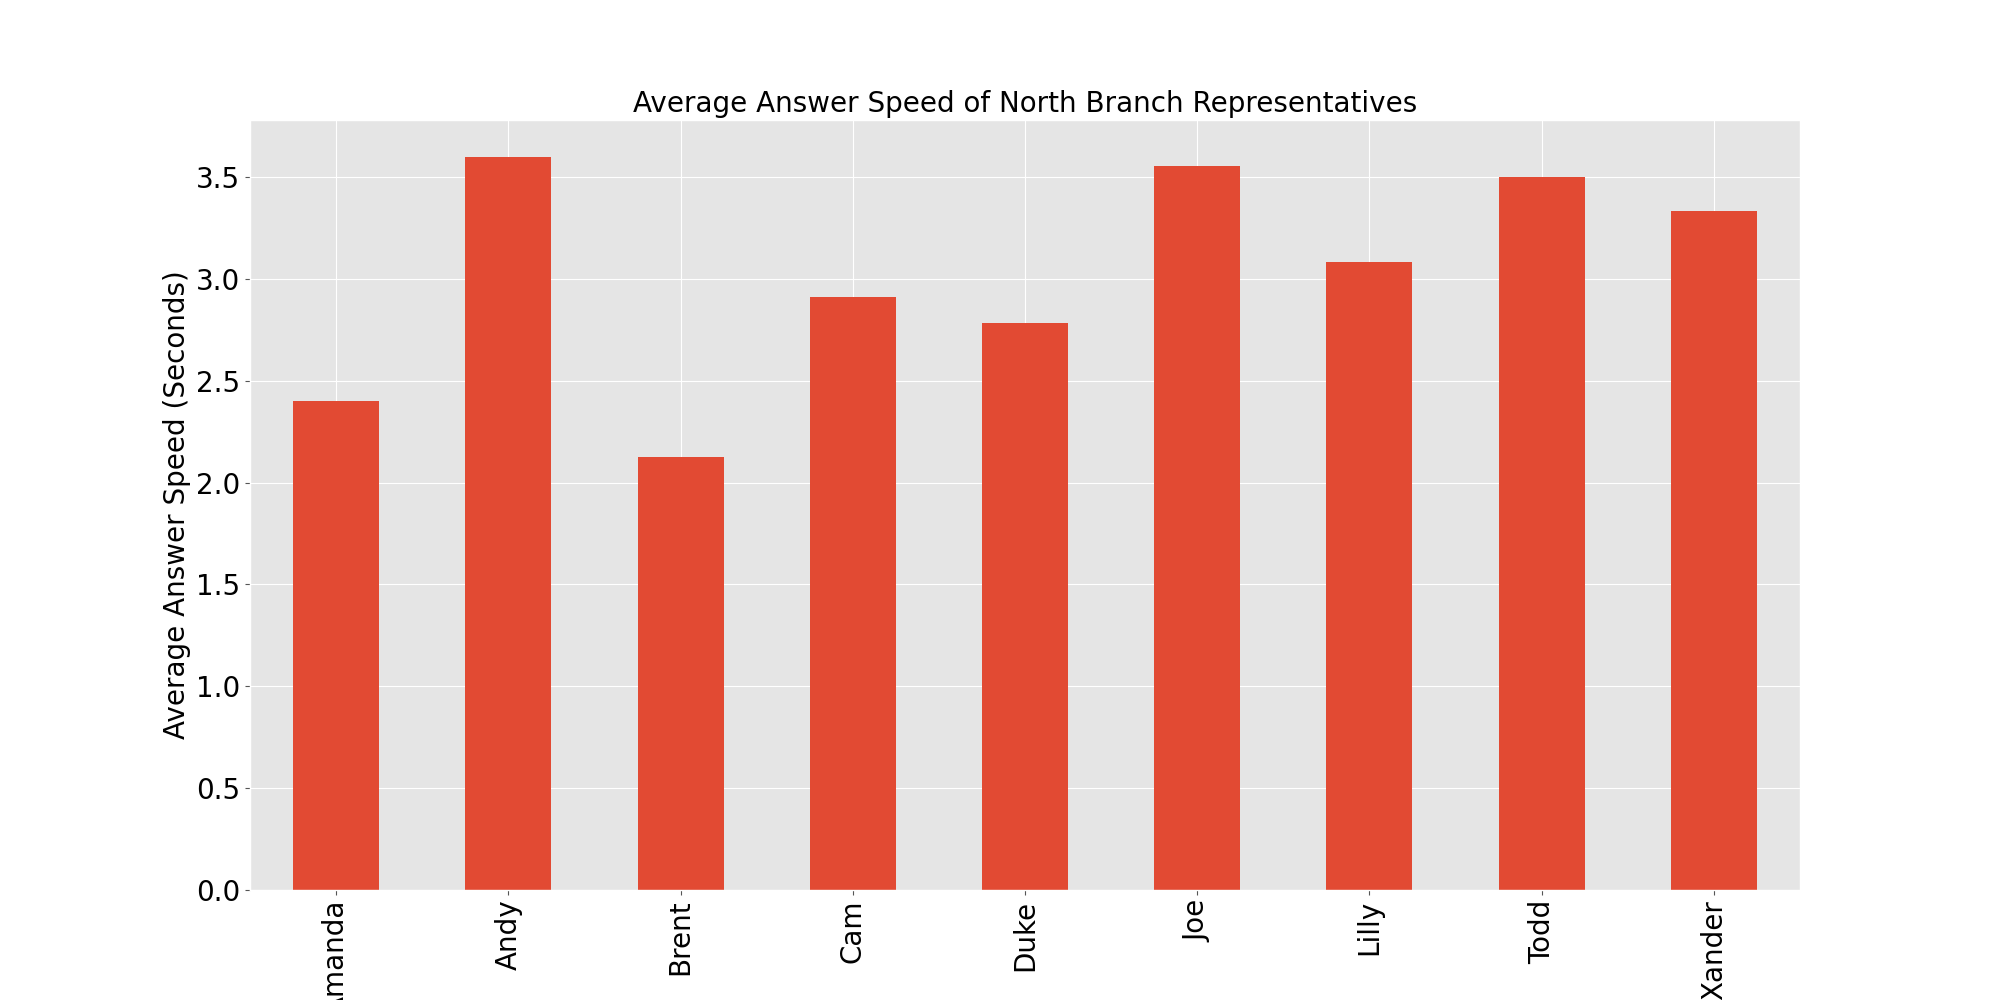 Average Answer Speed of North Branch Representatives
Average Answer Speed (Seconds)
3.5
3.0
2.5
2.0
1.5
1.0
0.5
0.0
Amanda
Andy
Brent
Cam
Duke
Joe
Lilly
Todd
Xander